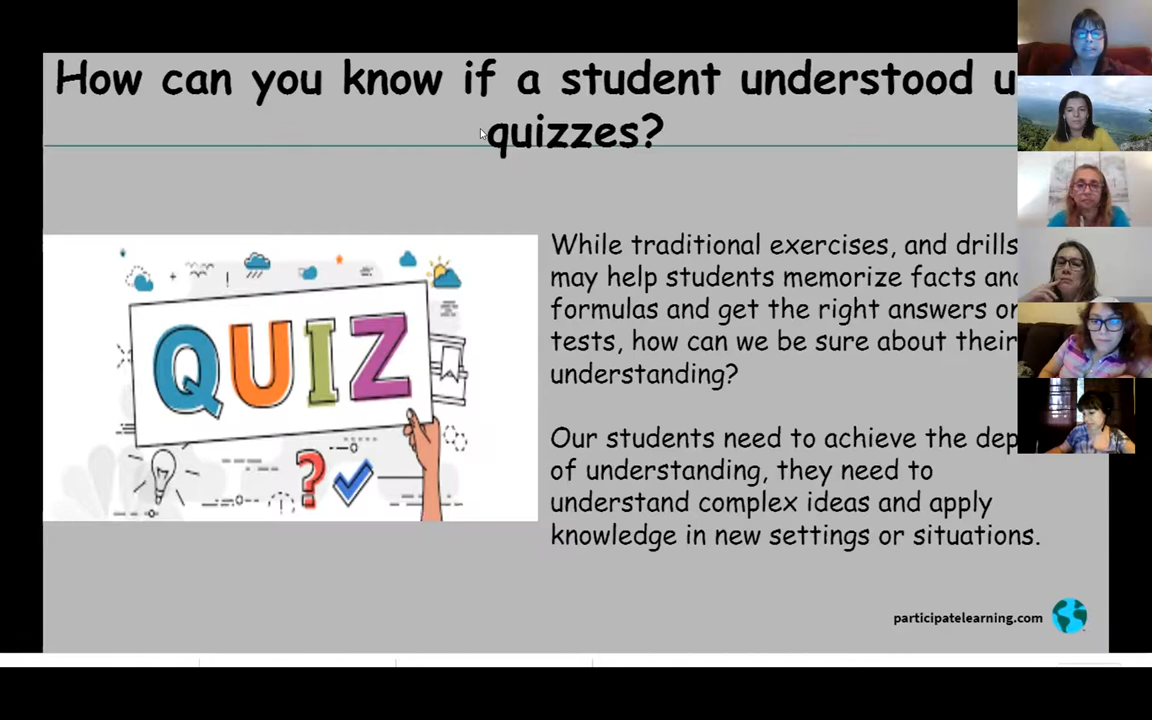 How can you know if a student understood u
quizzes?
While traditional exercises, and drills
may help students memorize facts and
formulas and get the right answers on
tests, how can we be sure about their
understanding?
Our students need to achieve the dep
of understanding, they need to
understand complex ideas and apply
knowledge in new settings or situations.
QUIZ
?
participatelearning.com